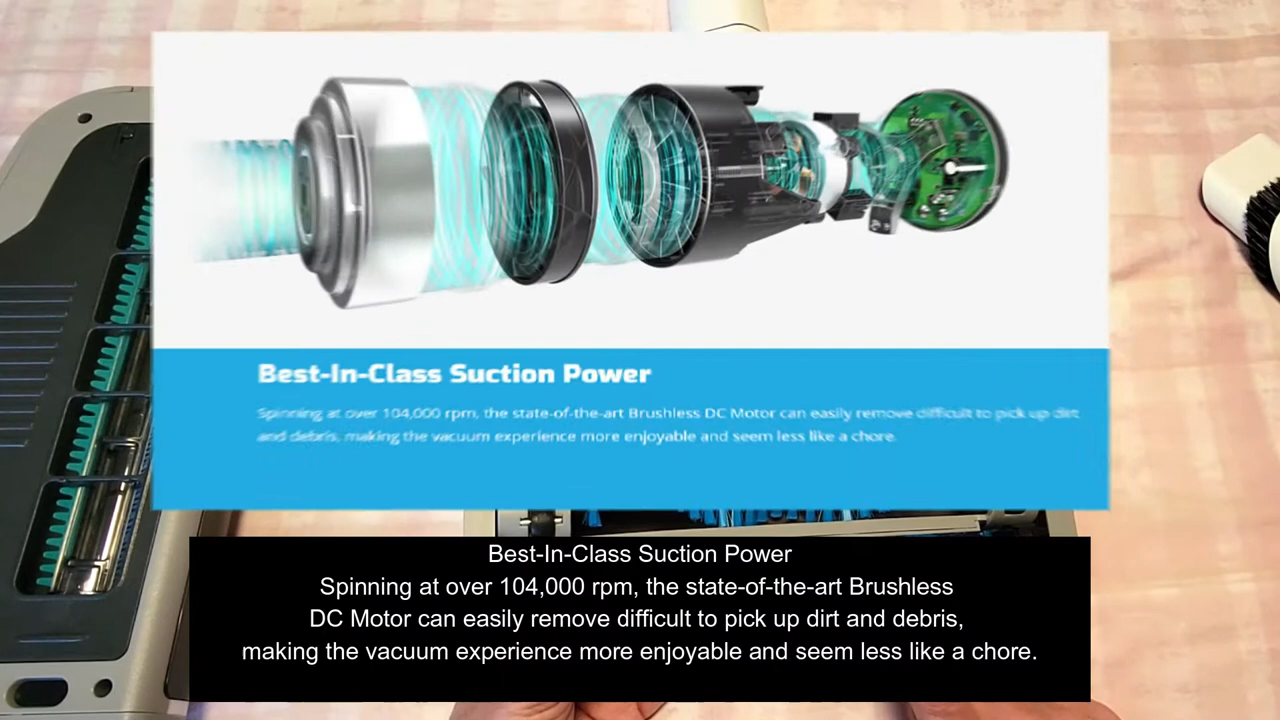 Best-In-Class Suction Power
Spinning at over 104,000 rpm, the state-of-the-art Brushless DC Motor can easily remove difficult to pick up dirt
and debris, making the vacuum experience more enjoyable and seem less like a chore.
Best-In-Class Suction Power
Spinning at over 104,000 rpm, the state-of-the-art Brushless
DC Motor can easily remove difficult to pick up dirt and debris,
making the vacuum experience more enjoyable and seem less like a chore.